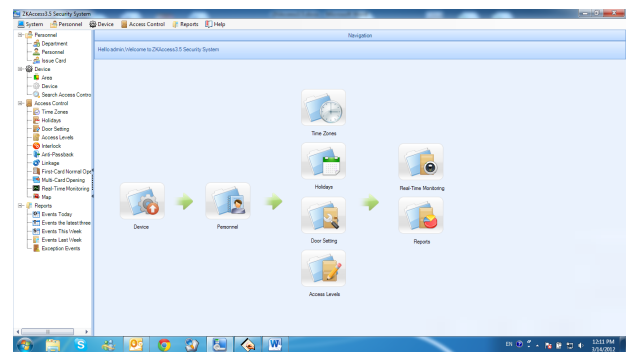 ZKAccess3.5 Security System
System Personnel Device Access Control Reports Help
Navigation
Hello admin,Welcome to ZKAccess3.5 Security System
Personnel
Department
Personnel
Issue Card
Device
Area
Device
Search Access Contro
Access Control
Time Zones
Holidays
Door Setting
Access Levels
Interlock
Anti-Passback
Linkage
First-Card Normal Ope
Multi-Card Opening
Real-Time Monitoring
Map
Reports
Events Today
Events the latest three
Events This Week
Events Last Week
Exception Events
Time Zones
Holidays
Real-Time Monitoring
Device
Personnel
Door Setting
Reports
Access Levels
EN
12:11 PM
3/14/2012